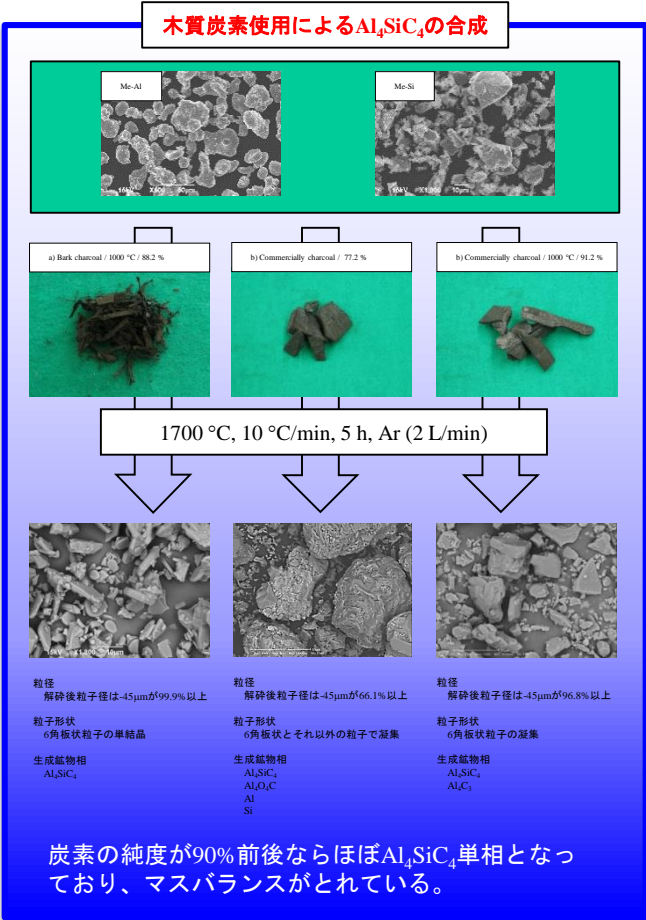 木質炭素使用によるAl₄SiC₄の合成
Me-Al
Me-Si
16kV X500 50μm
16kV X1,800 10μm
a) Bark charcoal / 1000 °C / 88.2 %
b) Commercially charcoal / 77.2 %
b) Commercially charcoal / 1000 °C / 91.2 %
1700 °C, 10 °C/min, 5 h, Ar (2 L/min)
粒径
解砕後粒子径は-45μmが99.9%以上
粒子形状
6角板状粒子の単結晶
生成鉱物相
Al₄SiC₄
粒径
解砕後粒子径は-45μmが66.1%以上
粒子形状
6角板状とそれ以外の粒子で凝集
生成鉱物相
Al₄SiC₄
Al₄O₄C
Al
Si
粒径
解砕後粒子径は-45μmが96.8%以上
粒子形状
6角板状粒子の凝集
生成鉱物相
Al₄SiC₄
Al₄C₃
炭素の純度が90%前後ならほぼAl₄SiC₄単相となっ
ており、マスバランスがとれている。